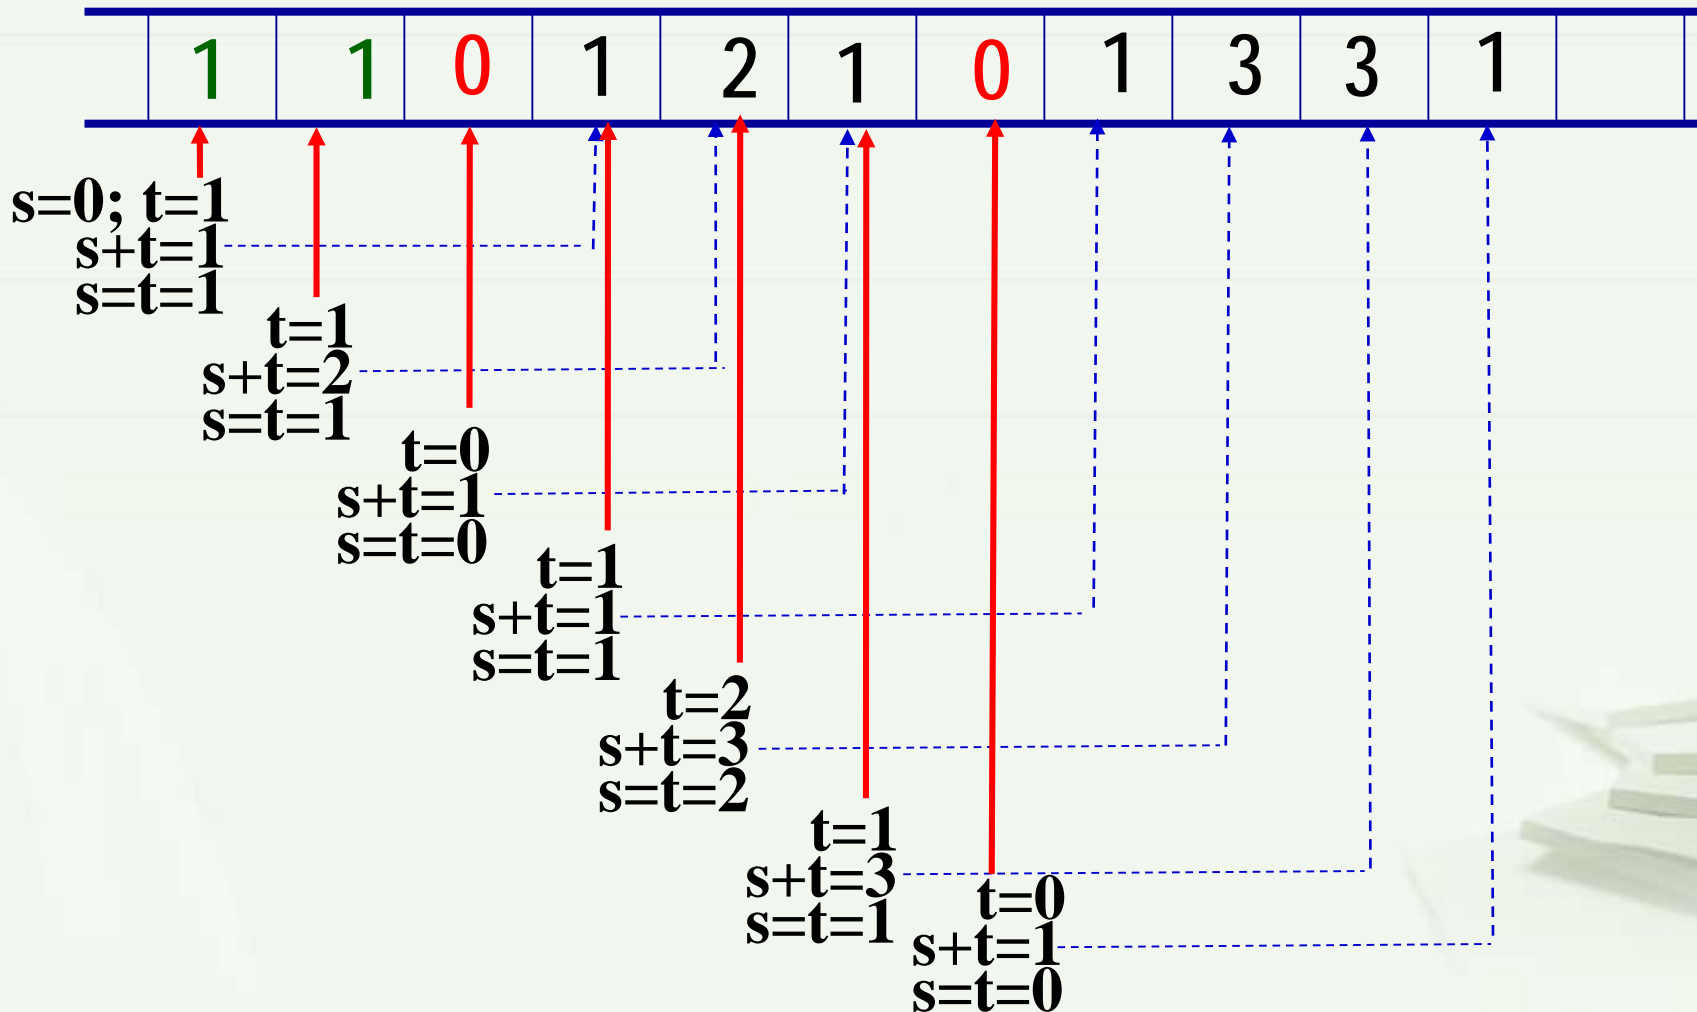 1 1 0 1 2 1 0 1 3 3 1
s=0; t=1
s+t=1
s=t=1
t=1
s+t=2
s=t=1
t=0
s+t=1
s=t=0
t=1
s+t=1
s=t=1
t=2
s+t=3
s=t=2
t=1
s+t=3
s=t=1
t=0
s+t=1
s=t=0